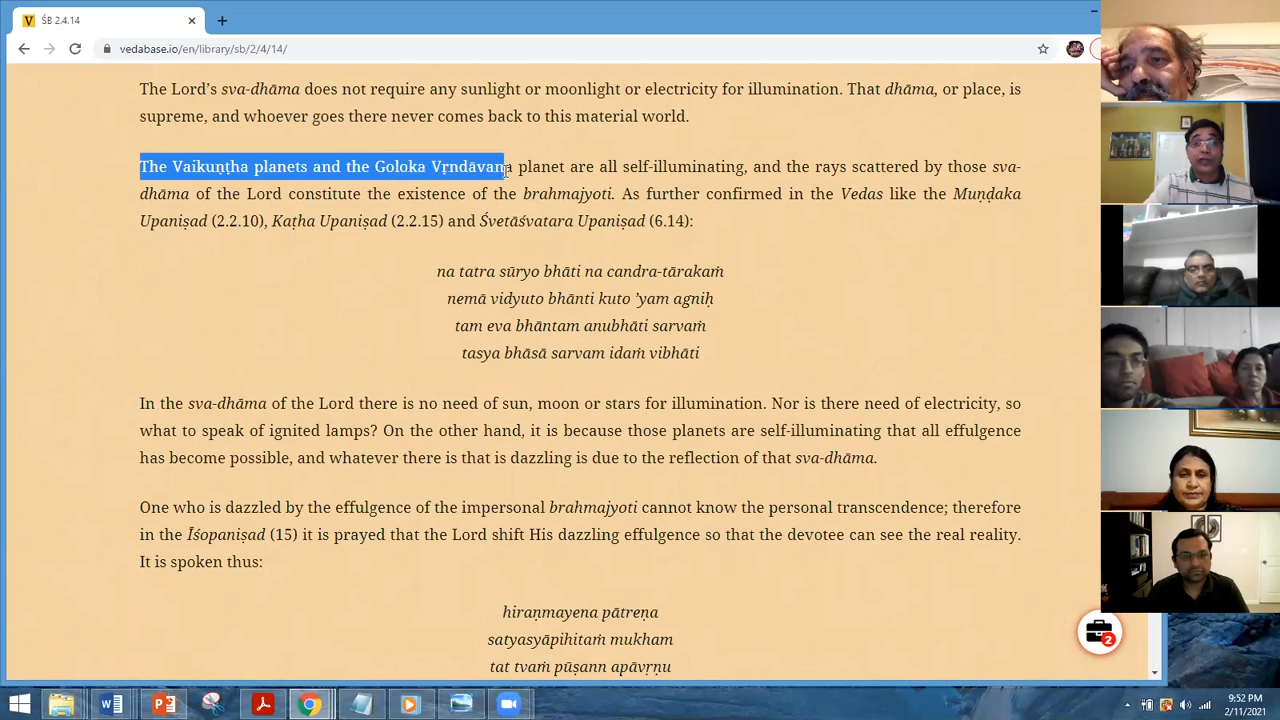 ŚB 2.4.14
vedabase.io/en/library/sb/2/4/14/
The Lord’s sva-dhāma does not require any sunlight or moonlight or electricity for illumination. That dhāma, or place, is
supreme, and whoever goes there never comes back to this material world.
The Vaikuṇṭha planets and the Goloka Vṛndāvana planet are all self-illuminating, and the rays scattered by those sva-
dhāma of the Lord constitute the existence of the brahmajyoti. As further confirmed in the Vedas like the Muṇḍaka
Upaniṣad (2.2.10), Kaṭha Upaniṣad (2.2.15) and Śvetāśvatara Upaniṣad (6.14):
na tatra sūryo bhāti na candra-tārakaṁ
nemā vidyuto bhānti kuto ’yam agniḥ
tam eva bhāntam anubhāti sarvaṁ
tasya bhāsā sarvam idaṁ vibhāti
In the sva-dhāma of the Lord there is no need of sun, moon or stars for illumination. Nor is there need of electricity, so
what to speak of ignited lamps? On the other hand, it is because those planets are self-illuminating that all effulgence
has become possible, and whatever there is that is dazzling is due to the reflection of that sva-dhāma.
One who is dazzled by the effulgence of the impersonal brahmajyoti cannot know the personal transcendence; therefore
in the Īśopaniṣad (15) it is prayed that the Lord shift His dazzling effulgence so that the devotee can see the real reality.
It is spoken thus:
hiraṇmayena pātreṇa
satyasyāpihitaṁ mukham
tat tvaṁ pūṣann apāvṛṇu
2
9:52 PM
2/11/2021